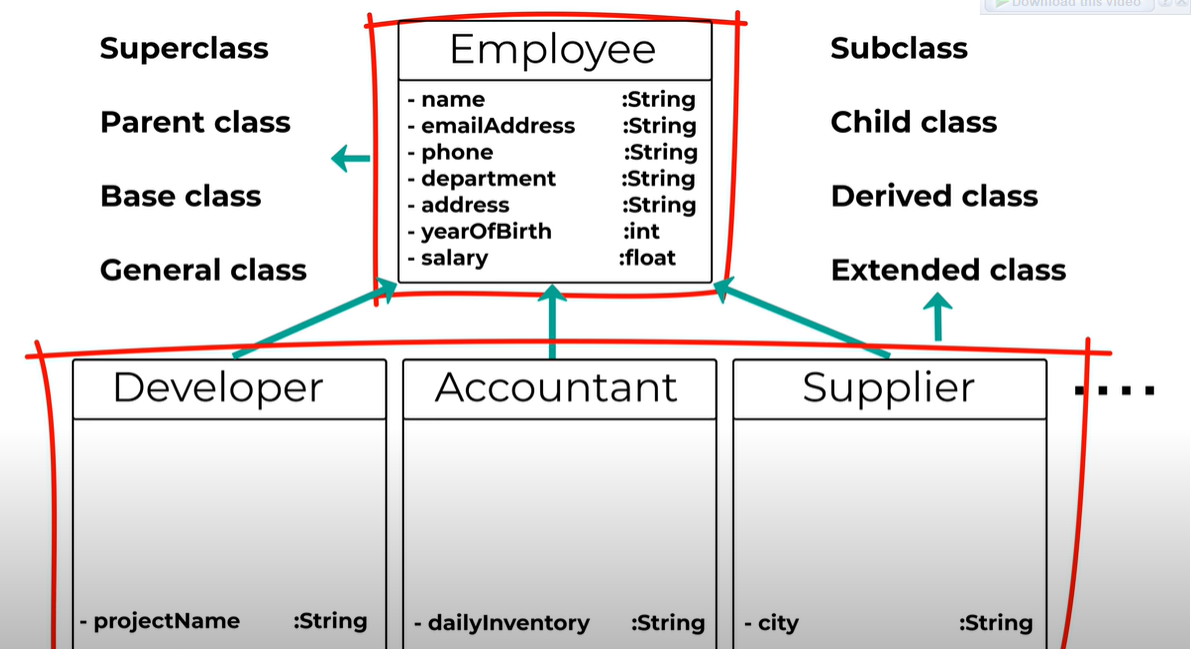 Download this video
Superclass
Parent class
Base class
General class
Employee
- name :String
- emailAddress :String
- phone :String
- department :String
- address :String
- yearOfBirth :int
- salary :float
Subclass
Child class
Derived class
Extended class
Developer
- projectName :String
Accountant
- dailyInventory :String
Supplier
- city :String
....